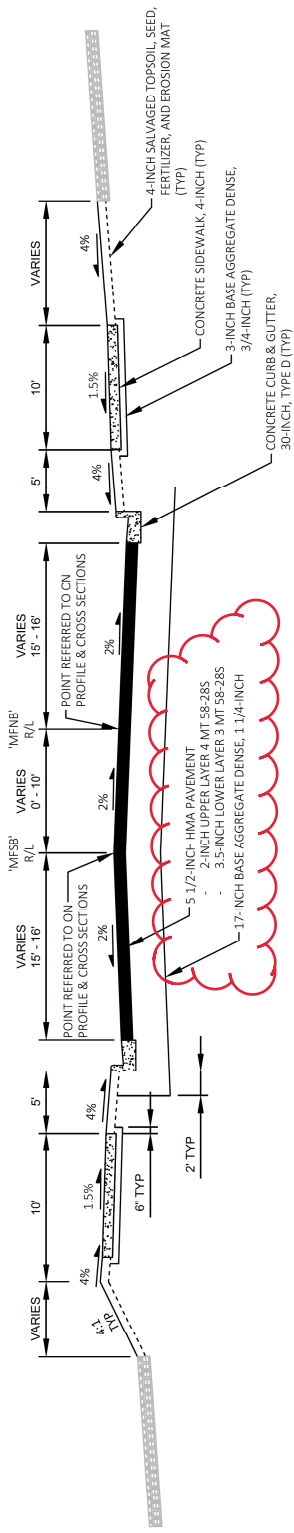 VARIES
10'
5'
VARIES
15' - 16'
'MFSB'
R/L
VARIES
0' - 10'
'MFNB'
R/L
VARIES
15' - 16'
5'
10'
VARIES
POINT REFERRED TO ON
PROFILE & CROSS SECTIONS
POINT REFERRED TO ON
PROFILE & CROSS SECTIONS
4:1
TYP
4%
1.5%
4%
2%
2%
2%
4%
1.5%
4%
6" TYP
2' TYP
5 1/2-INCH HMA PAVEMENT
- 2-INCH UPPER LAYER 4 MT 58-28S
- 3.5-INCH LOWER LAYER 3 MT 58-28S
17-INCH BASE AGGREGATE DENSE, 1 1/4-INCH
CONCRETE CURB & GUTTER,
30-INCH, TYPE D (TYP)
3-INCH BASE AGGREGATE DENSE,
3/4-INCH (TYP)
CONCRETE SIDEWALK, 4-INCH (TYP)
4-INCH SALVAGED TOPSOIL, SEED,
FERTILIZER, AND EROSION MAT
(TYP)